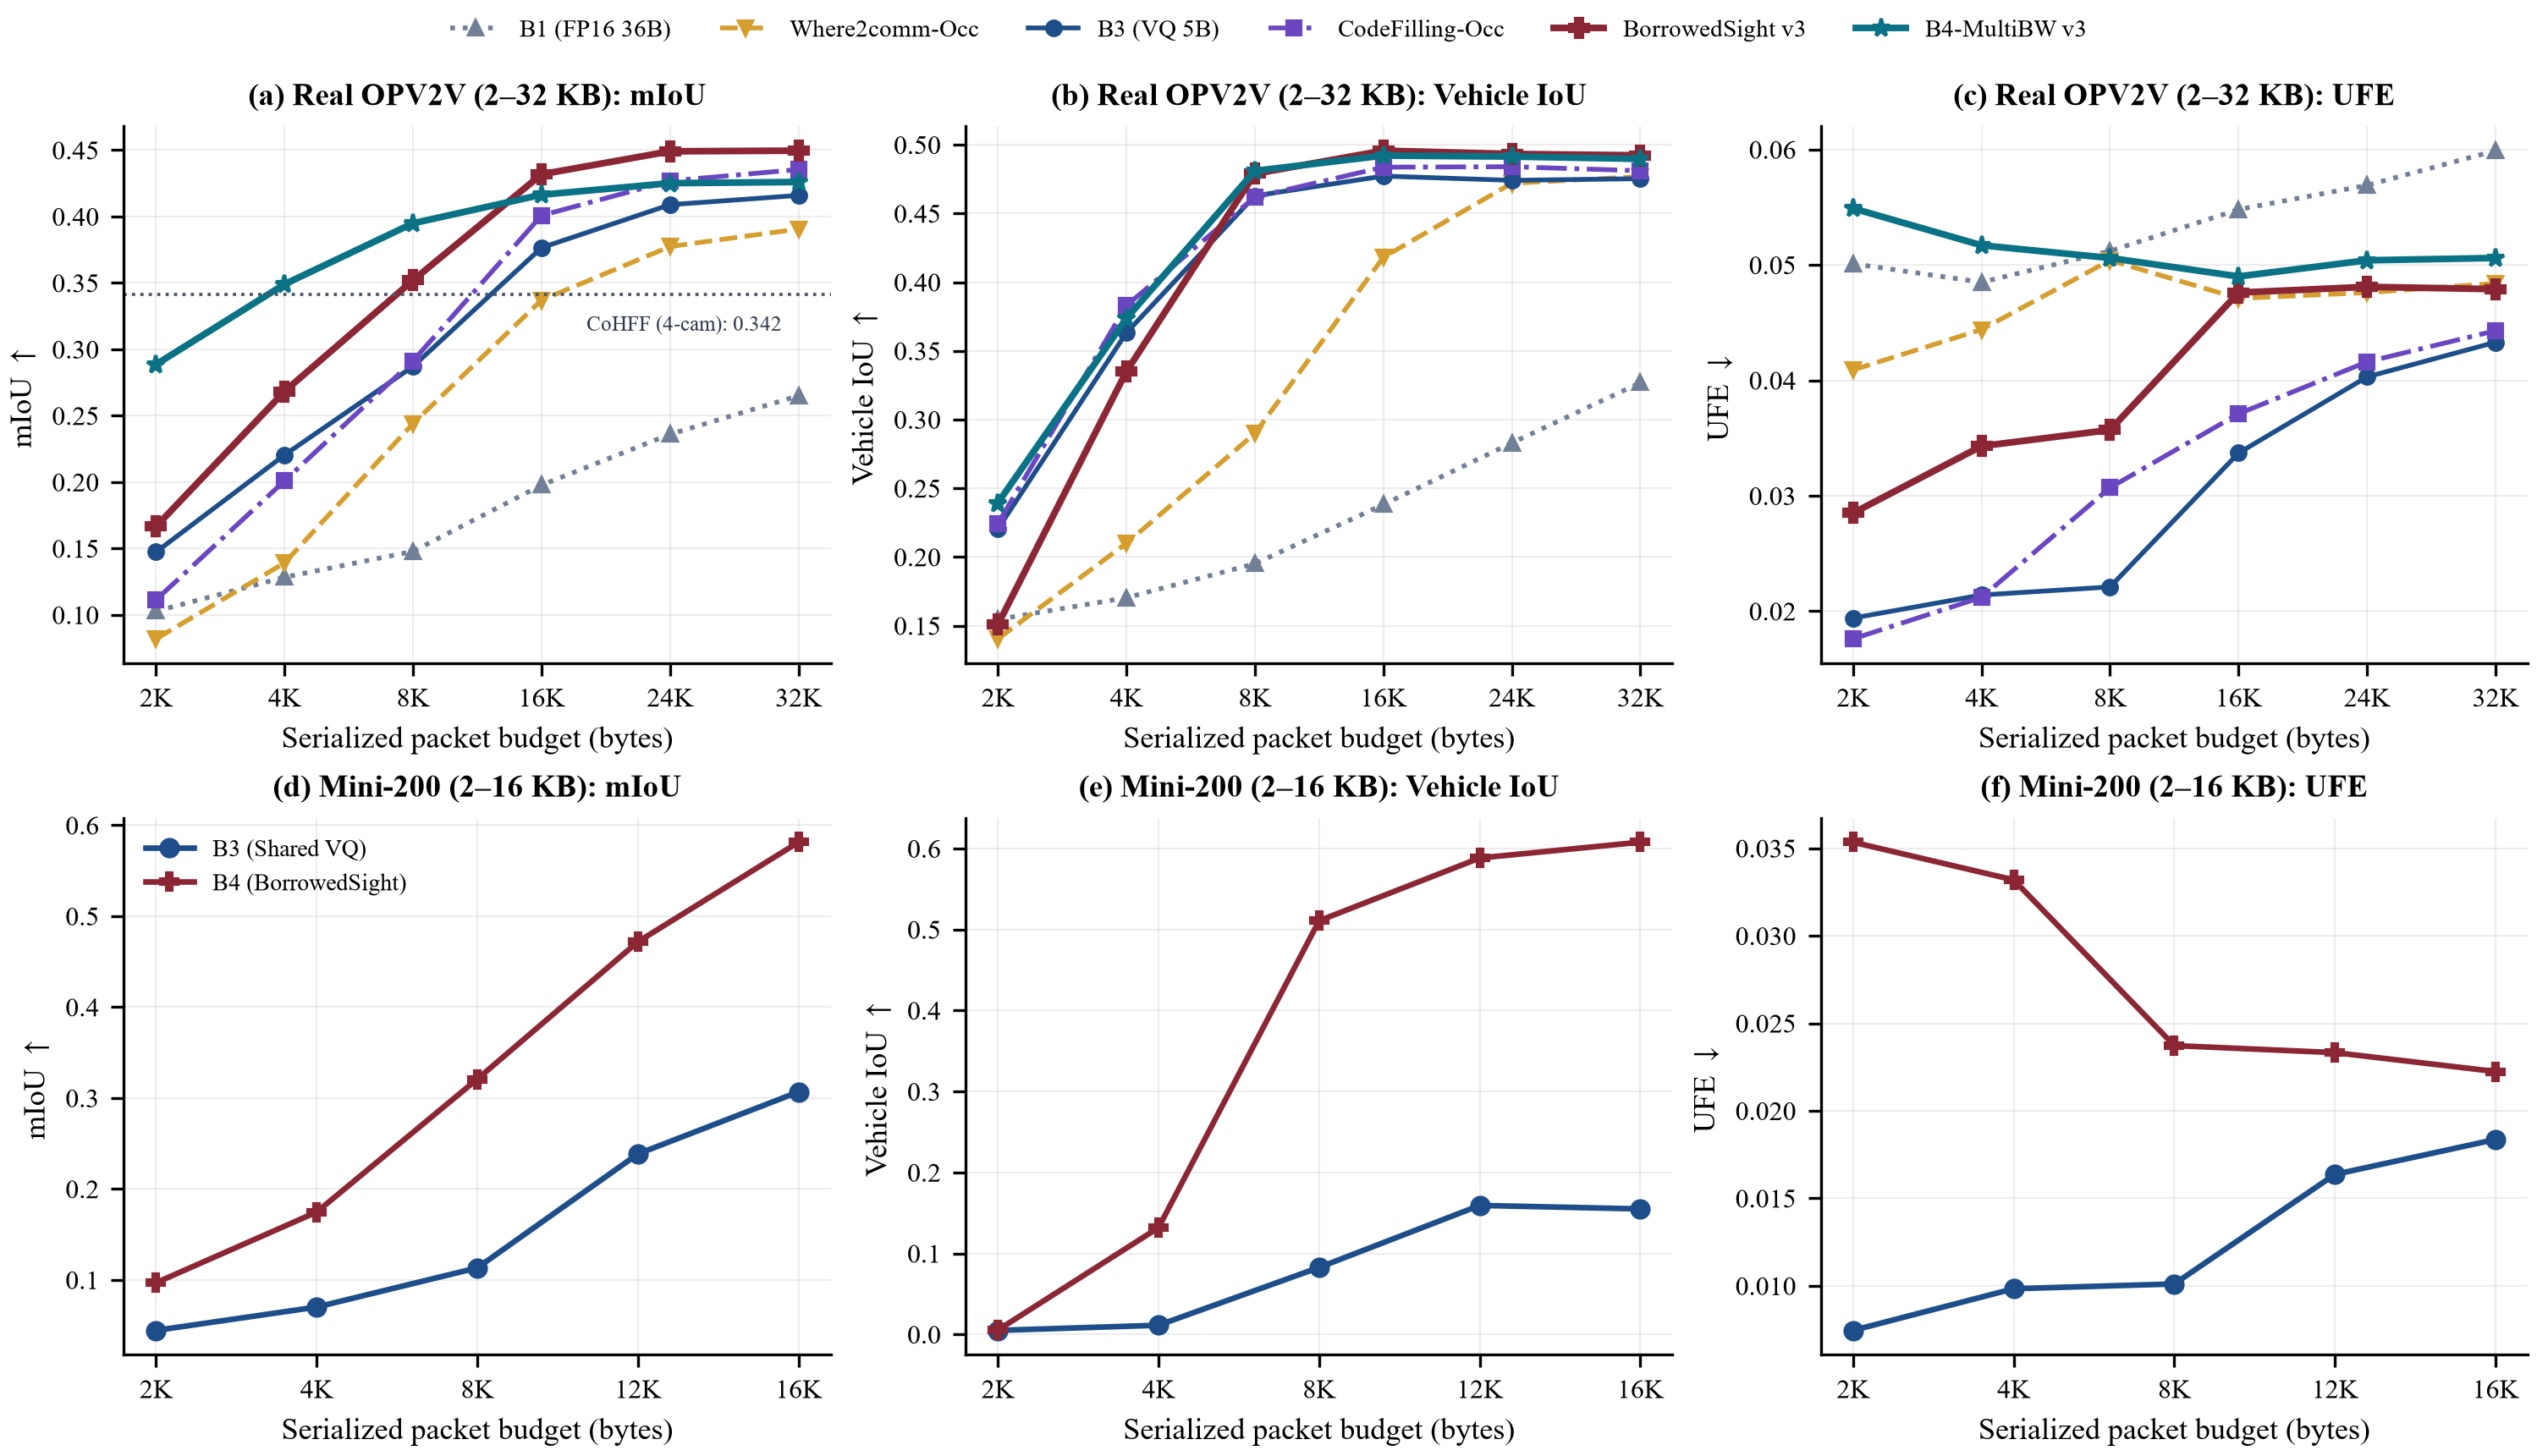 B1 (FP16 36B) Where2comm-Occ B3 (VQ 5B) CodeFilling-Occ BorrowedSight v3 B4-MultiBW v3
(a) Real OPV2V (2–32 KB): mIoU
mIoU ↑
0.45
0.40
0.35
0.30
0.25
0.20
0.15
0.10
CoHFF (4-cam): 0.342
2K 4K 8K 16K 24K 32K
Serialized packet budget (bytes)
(b) Real OPV2V (2–32 KB): Vehicle IoU
Vehicle IoU ↑
0.50
0.45
0.40
0.35
0.30
0.25
0.20
0.15
2K 4K 8K 16K 24K 32K
Serialized packet budget (bytes)
(c) Real OPV2V (2–32 KB): UFE
UFE ↓
0.06
0.05
0.04
0.03
0.02
2K 4K 8K 16K 24K 32K
Serialized packet budget (bytes)
(d) Mini-200 (2–16 KB): mIoU
mIoU ↑
0.6
0.5
0.4
0.3
0.2
0.1
B3 (Shared VQ)
B4 (BorrowedSight)
2K 4K 8K 12K 16K
Serialized packet budget (bytes)
(e) Mini-200 (2–16 KB): Vehicle IoU
Vehicle IoU ↑
0.6
0.5
0.4
0.3
0.2
0.1
0.0
2K 4K 8K 12K 16K
Serialized packet budget (bytes)
(f) Mini-200 (2–16 KB): UFE
UFE ↓
0.035
0.030
0.025
0.020
0.015
0.010
2K 4K 8K 12K 16K
Serialized packet budget (bytes)